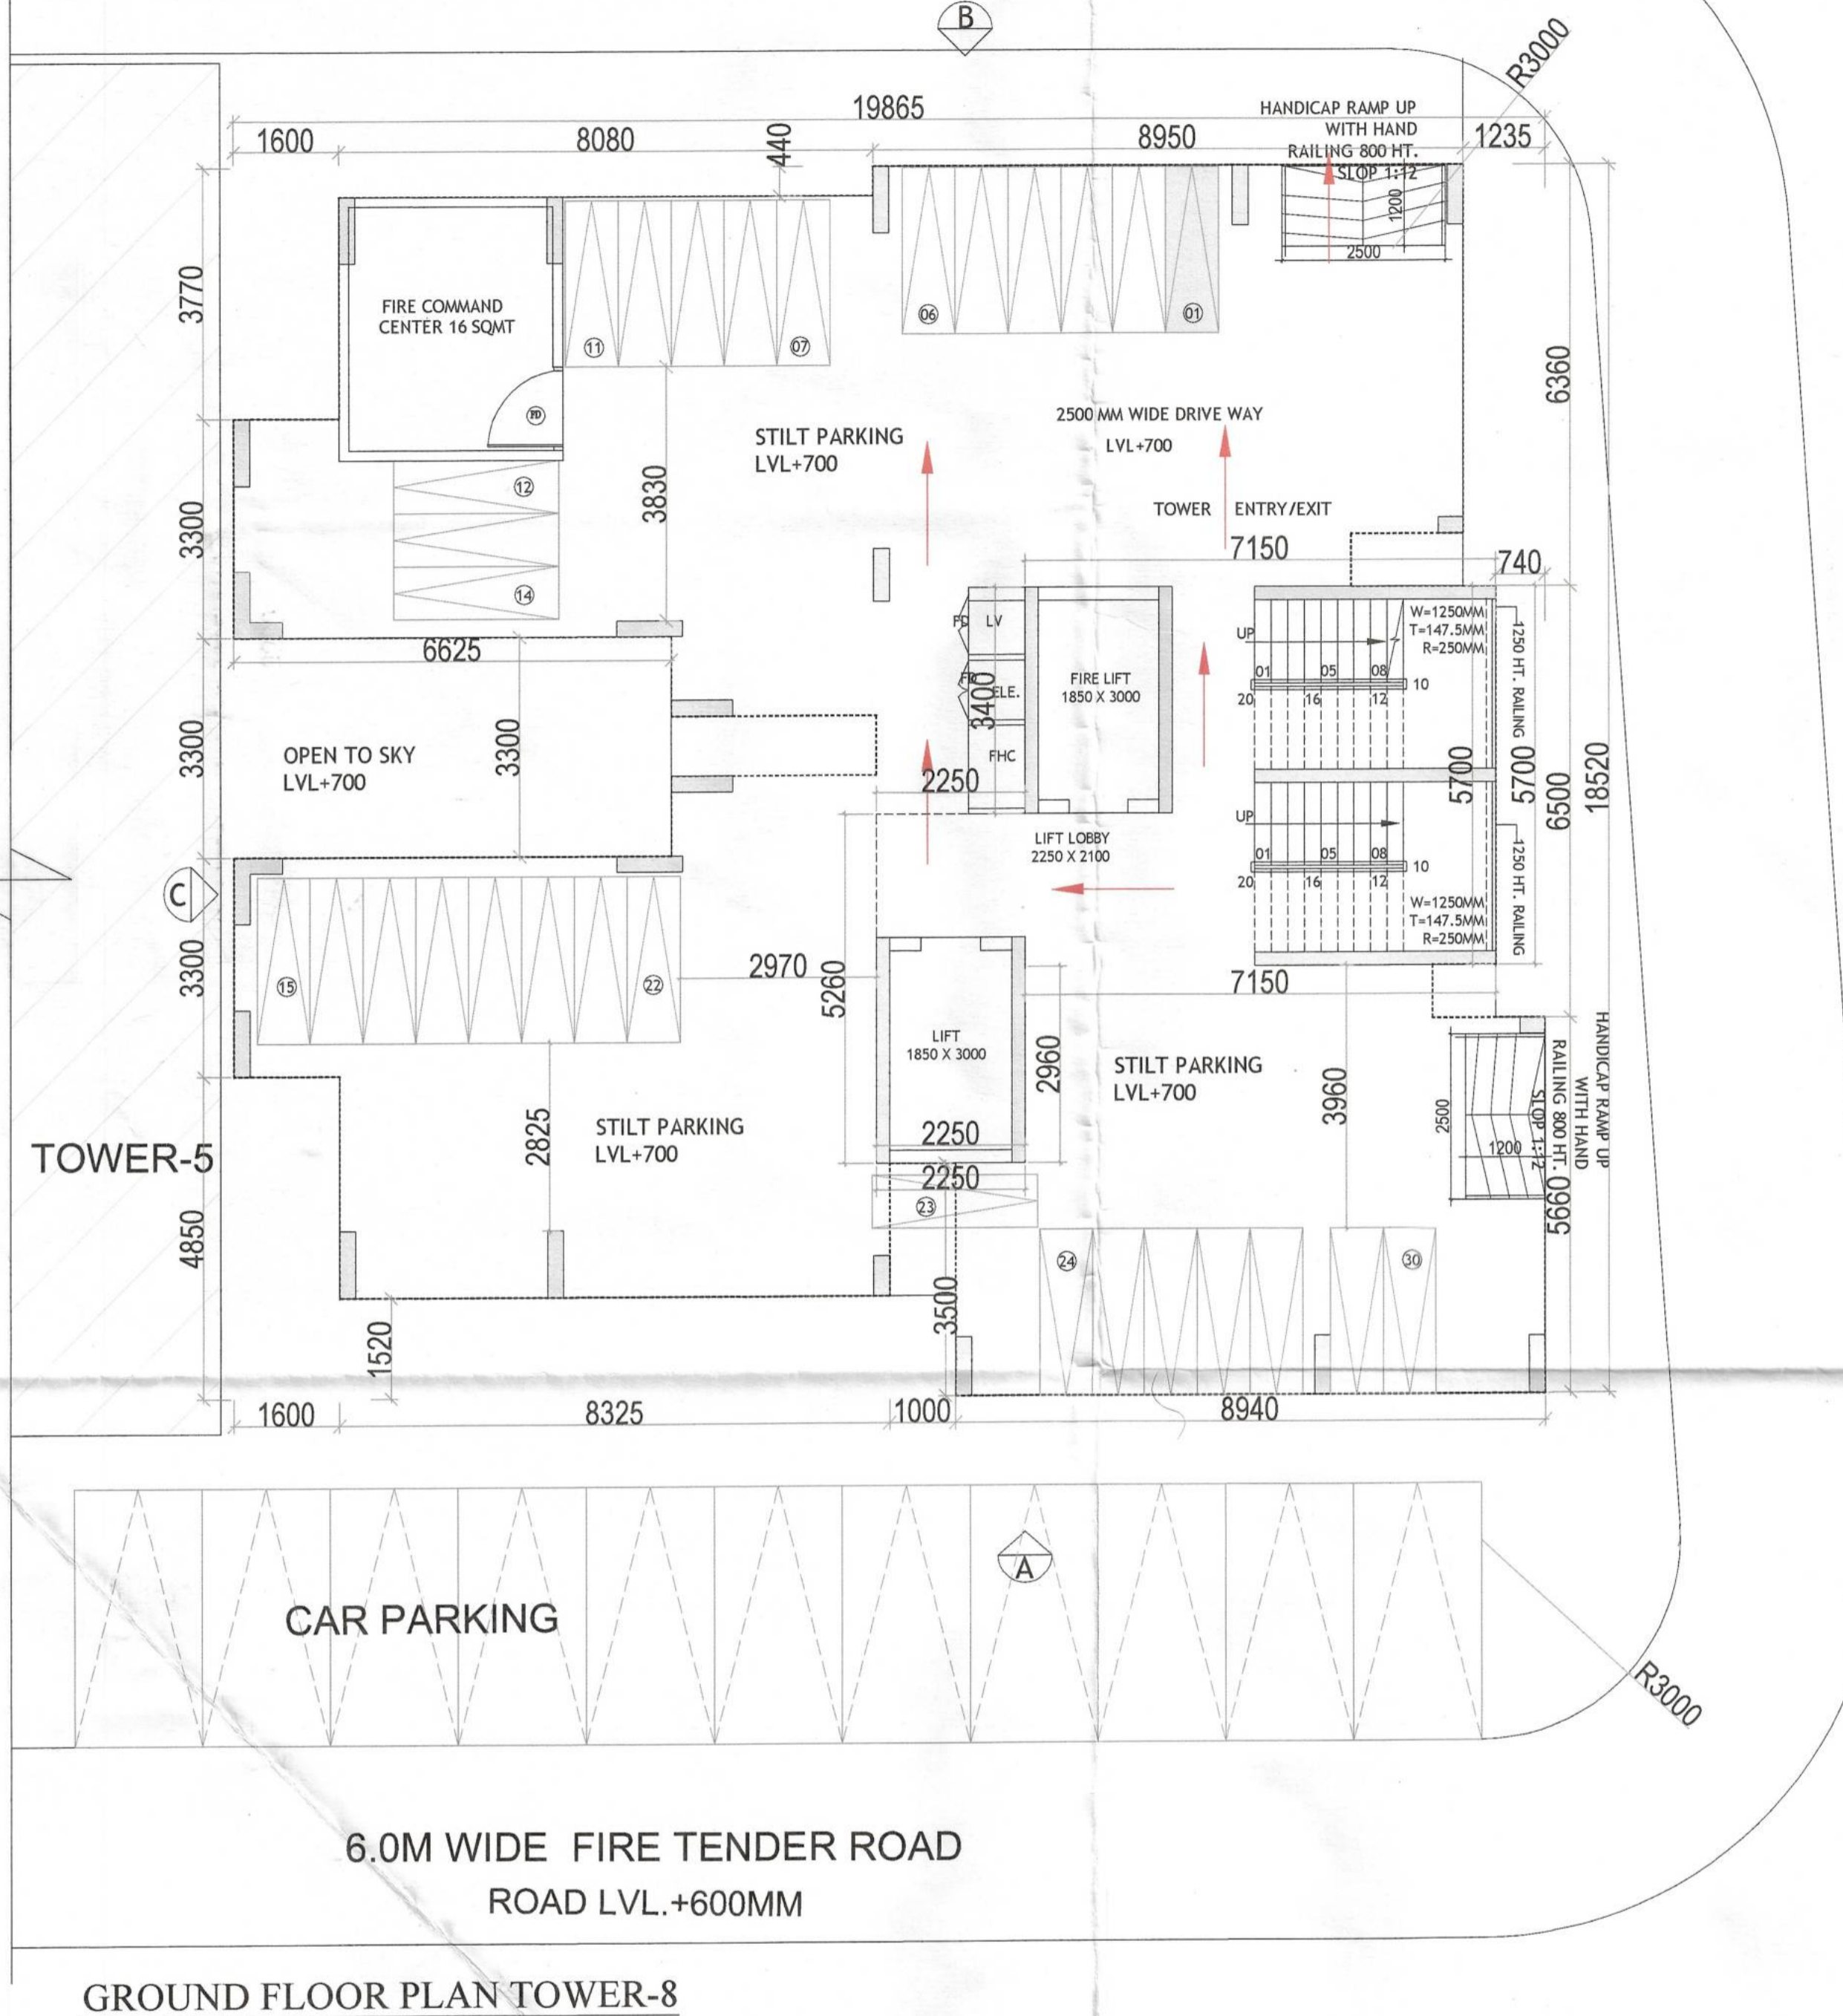 B
R3000
19865
HANDICAP RAMP UP
WITH HAND
RAILING 800 HT.
SLOP 1:12
1600
8080
440
8950
1235
1200
2500
3770
FIRE COMMAND
CENTER 16 SQMT
11
07
06
01
FD
6360
STILT PARKING
LVL+700
2500 MM WIDE DRIVE WAY
LVL+700
12
3830
TOWER ENTRY/EXIT
3300
14
7150
740
6625
FD
LV
FD
ELE.
3400
FHC
FIRE LIFT
1850 X 3000
UP
01
05
08
10
20
16
12
W=1250MM
T=147.5MM
R=250MM
1250 HT. RAILING
3300
OPEN TO SKY
LVL+700
3300
2250
5700
5700
6500
18520
LIFT LOBBY
2250 X 2100
UP
01
05
08
10
20
16
12
W=1250MM
T=147.5MM
R=250MM
1250 HT. RAILING
C
3300
15
22
2970
5260
7150
LIFT
1850 X 3000
2960
STILT PARKING
LVL+700
3960
2500
1200
HANDICAP RAMP UP
WITH HAND
RAILING 800 HT.
SLOP 1:12
5660
TOWER-5
2825
STILT PARKING
LVL+700
2250
2250
23
4850
24
30
3500
1520
1600
8325
1000
8940
A
CAR PARKING
R3000
6.0M WIDE FIRE TENDER ROAD
ROAD LVL.+600MM
GROUND FLOOR PLAN TOWER-8